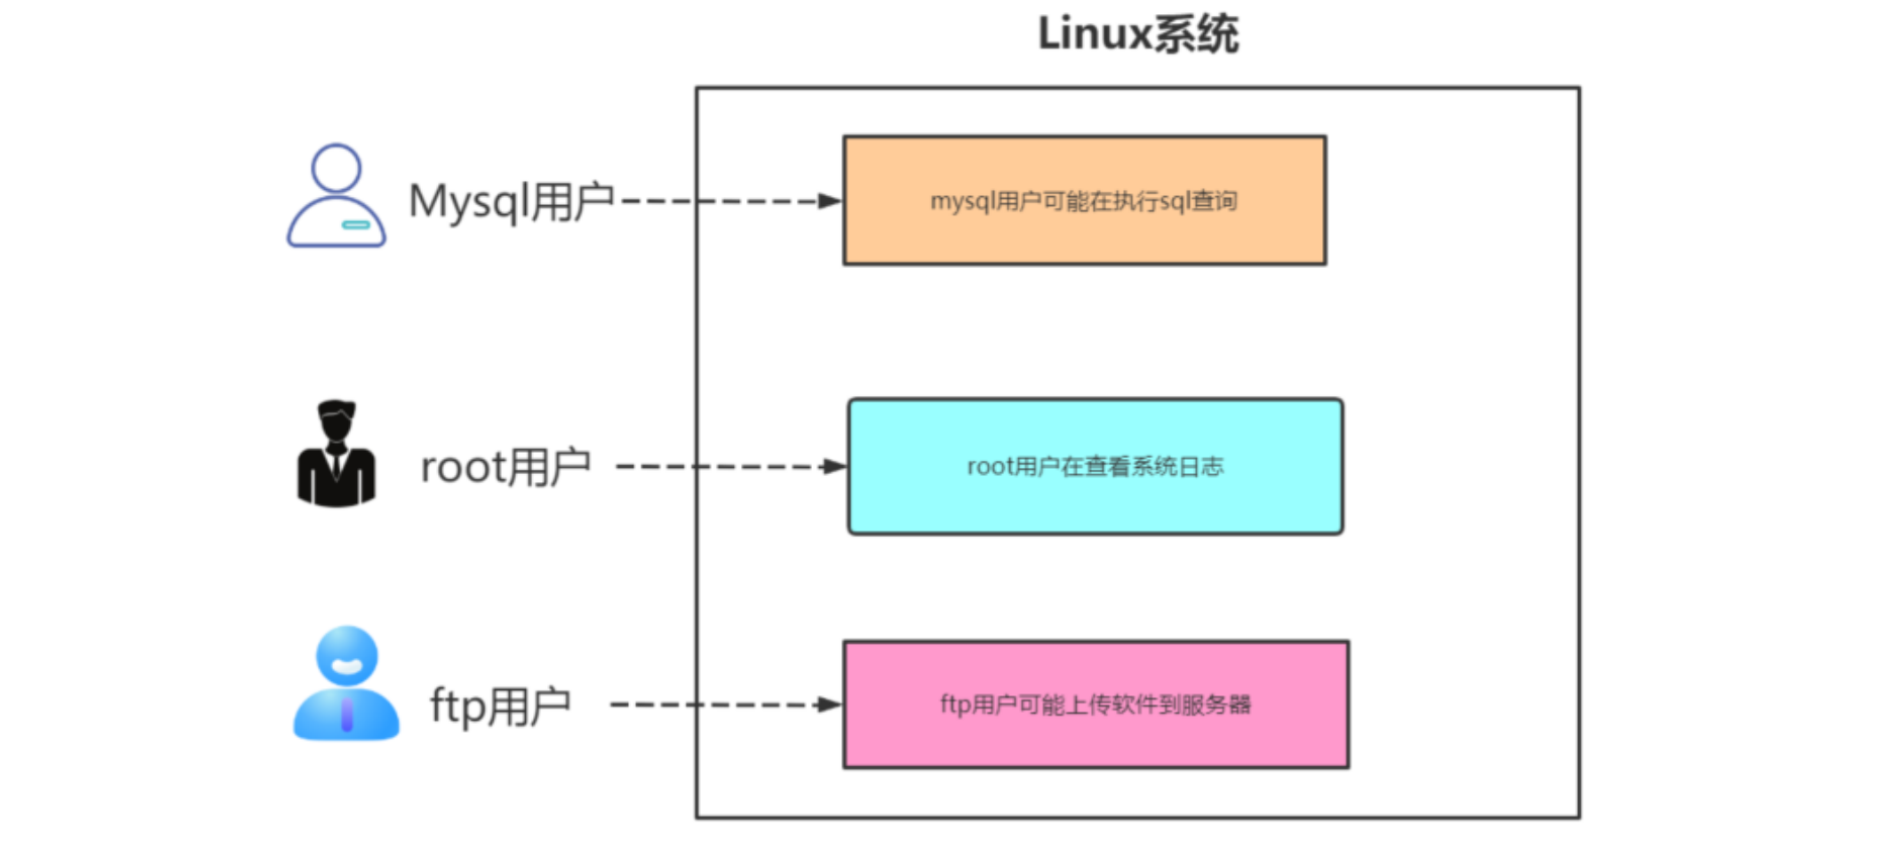 Linux系统
Mysql用户
mysql用户可能在执行sql查询
root用户
root用户在查看系统日志
ftp用户
ftp用户可能上传软件到服务器